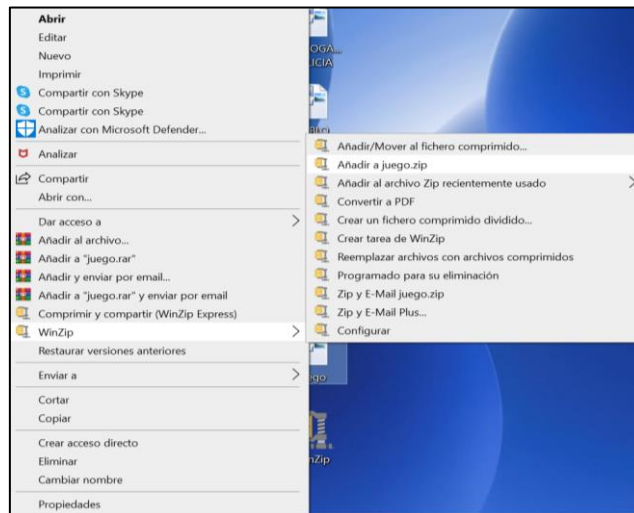 Abrir
Editar
Nuevo
Imprimir
Compartir con Skype
Compartir con Skype
Analizar con Microsoft Defender...
Analizar
Compartir
Abrir con...
Dar acceso a
Añadir al archivo...
Añadir a "juego.rar"
Añadir y enviar por email...
Añadir a "juego.rar" y enviar por email
Comprimir y compartir (WinZip Express)
WinZip
Restaurar versiones anteriores
Enviar a
Cortar
Copiar
Crear acceso directo
Eliminar
Cambiar nombre
Propiedades
OGA...
LICIA
Añadir/Mover al fichero comprimido...
Añadir a juego.zip
Añadir al archivo Zip recientemente usado
Convertir a PDF
Crear un fichero comprimido dividido...
Crear tarea de WinZip
Reemplazar archivos con archivos comprimidos
Programado para su eliminación
Zip y E-Mail juego.zip
Zip y E-Mail Plus...
Configurar
ego
nZip